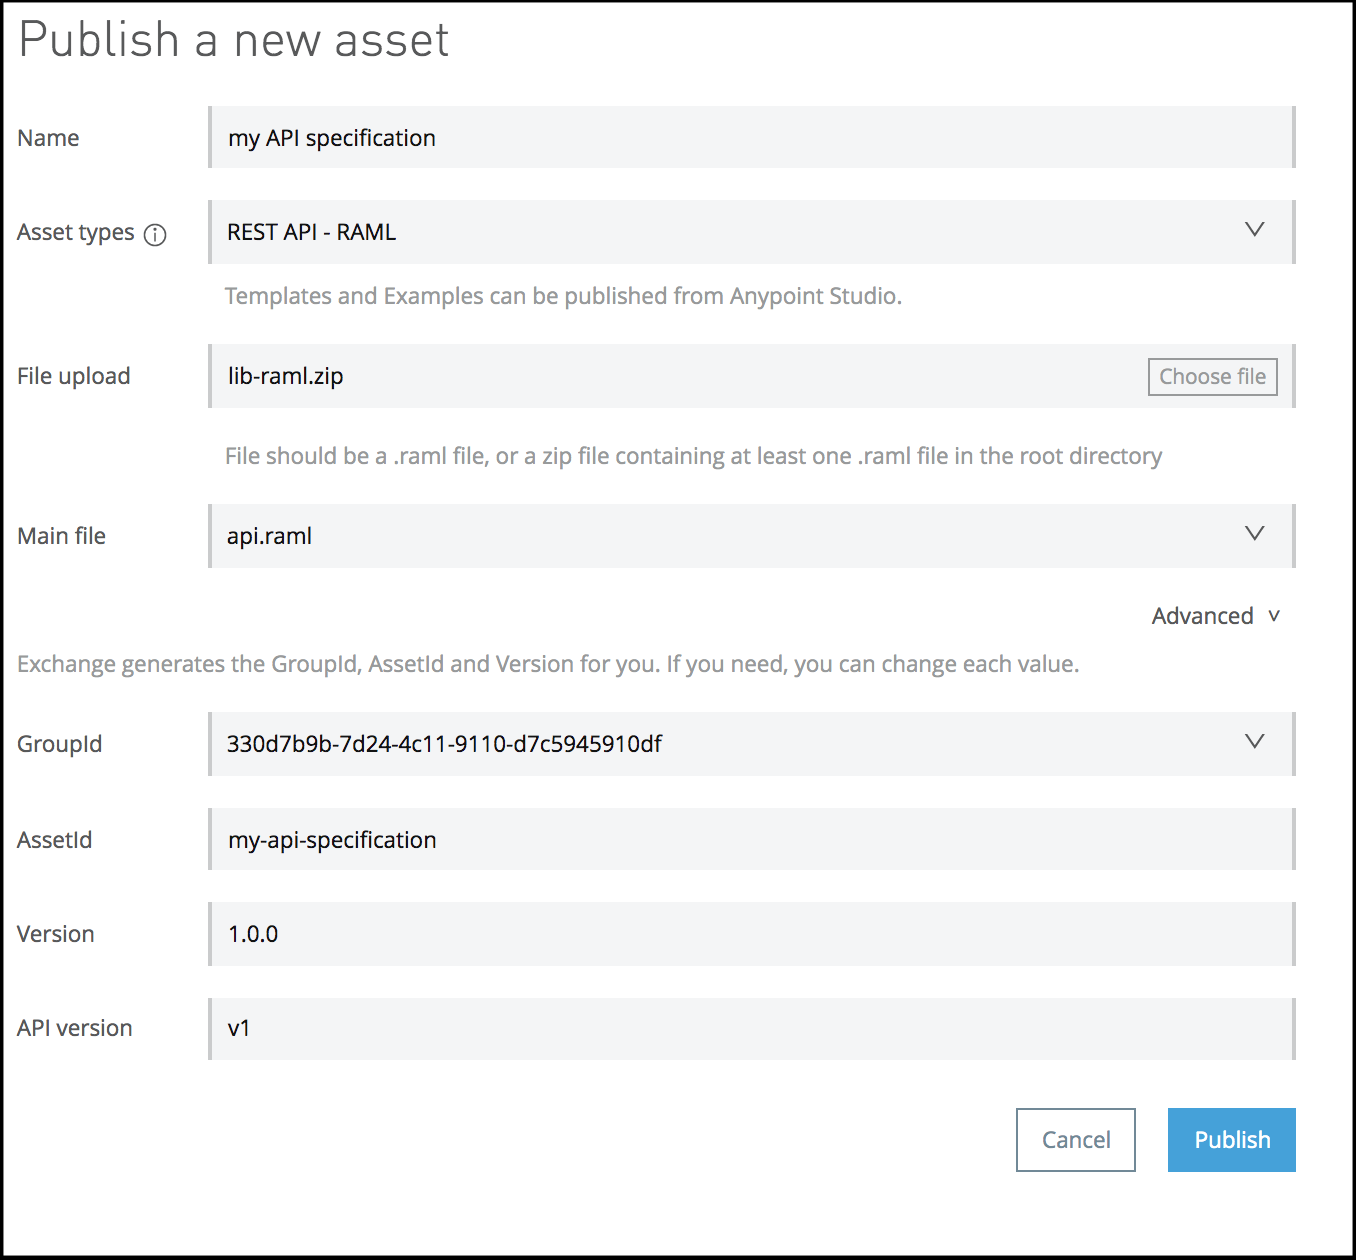 Publish a new asset
Name
my API specification
Asset types
REST API - RAML
Templates and Examples can be published from Anypoint Studio.
File upload
lib-raml.zip
Choose file
File should be a .raml file, or a zip file containing at least one .raml file in the root directory
Main file
api.raml
Advanced
Exchange generates the GroupId, AssetId and Version for you. If you need, you can change each value.
GroupId
330d7b9b-7d24-4c11-9110-d7c5945910df
AssetId
my-api-specification
Version
1.0.0
API version
v1
Cancel
Publish